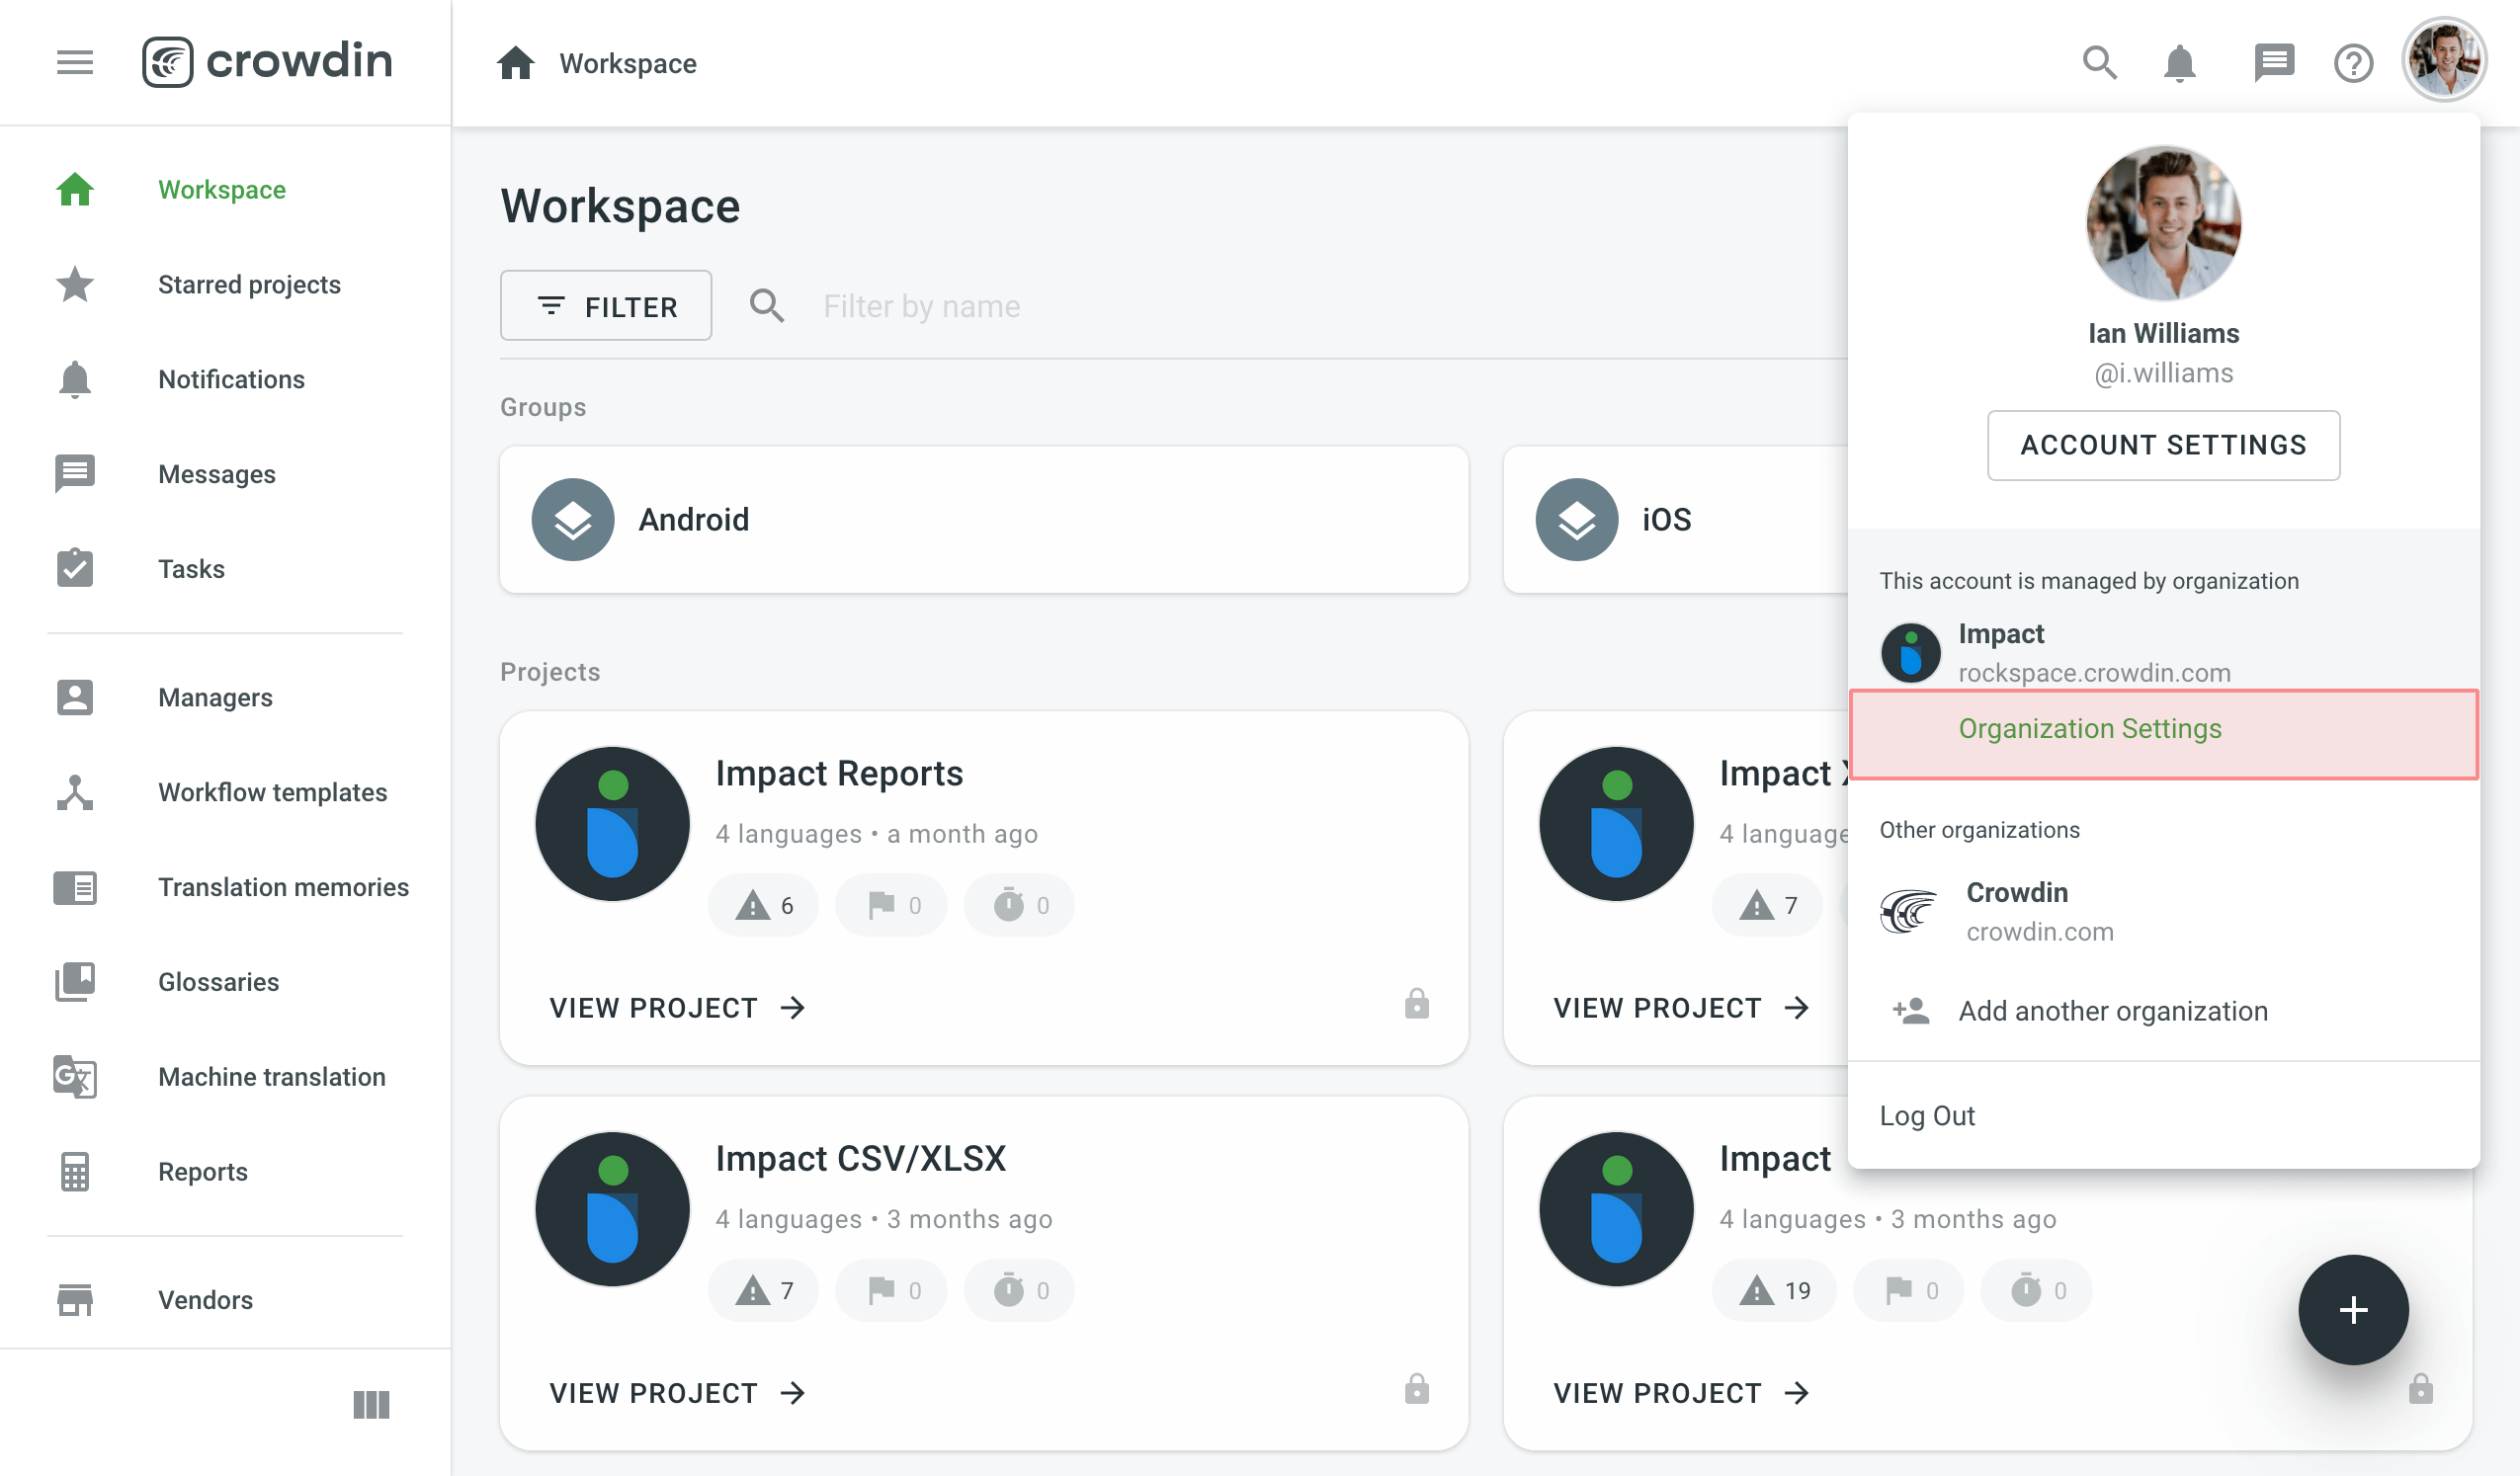 crowdin
Workspace
Workspace
Starred projects
Notifications
Messages
Tasks
Managers
Workflow templates
Translation memories
Glossaries
Machine translation
Reports
Vendors
Workspace
FILTER
Filter by name
Groups
Android
iOS
Projects
Impact Reports
4 languages • a month ago
6 0 0
VIEW PROJECT
Impact
4 language
7
VIEW PROJECT
Impact CSV/XLSX
4 languages • 3 months ago
7 0 0
VIEW PROJECT
Impact
4 languages • 3 months ago
19 0 0
VIEW PROJECT
Ian Williams
@i.williams
ACCOUNT SETTINGS
This account is managed by organization
Impact
rockspace.crowdin.com
Organization Settings
Other organizations
Crowdin
crowdin.com
Add another organization
Log Out